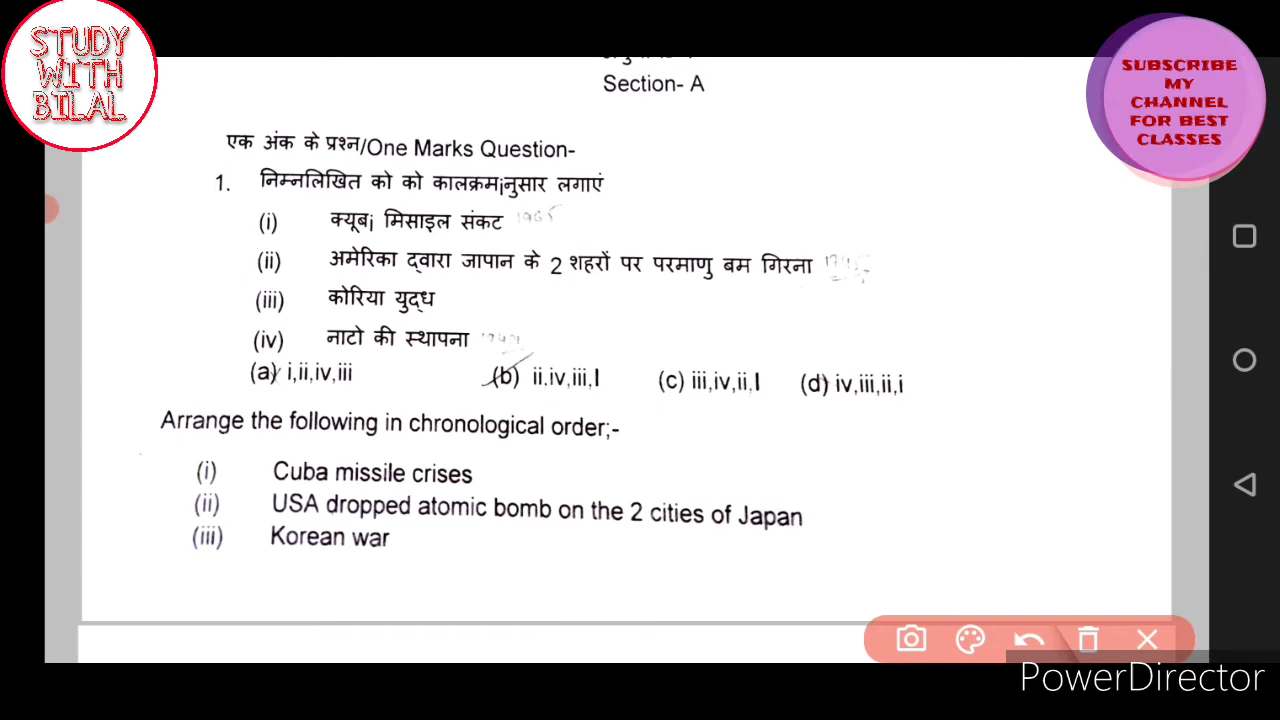 STUDY
WITH
BILAL
SUBSCRIBE
MY
CHANNEL
FOR BEST
CLASSES
Section- A
एक अंक के प्रश्न/One Marks Question-
1. निम्नलिखित को को कालक्रमiनुसार लगाएं
(i) क्यूबi मिसाइल संकट
(ii) अमेरिका द्वारा जापान के 2 शहरों पर परमाणु बम गिरना
(iii) कोरिया युद्ध
(iv) नाटो की स्थापना
(a) i,ii,iv,iii (b) ii.iv,iii,I (c) iii,iv,ii,I (d) iv,iii,ii,i
Arrange the following in chronological order;-
(i) Cuba missile crises
(ii) USA dropped atomic bomb on the 2 cities of Japan
(iii) Korean war
PowerDirector